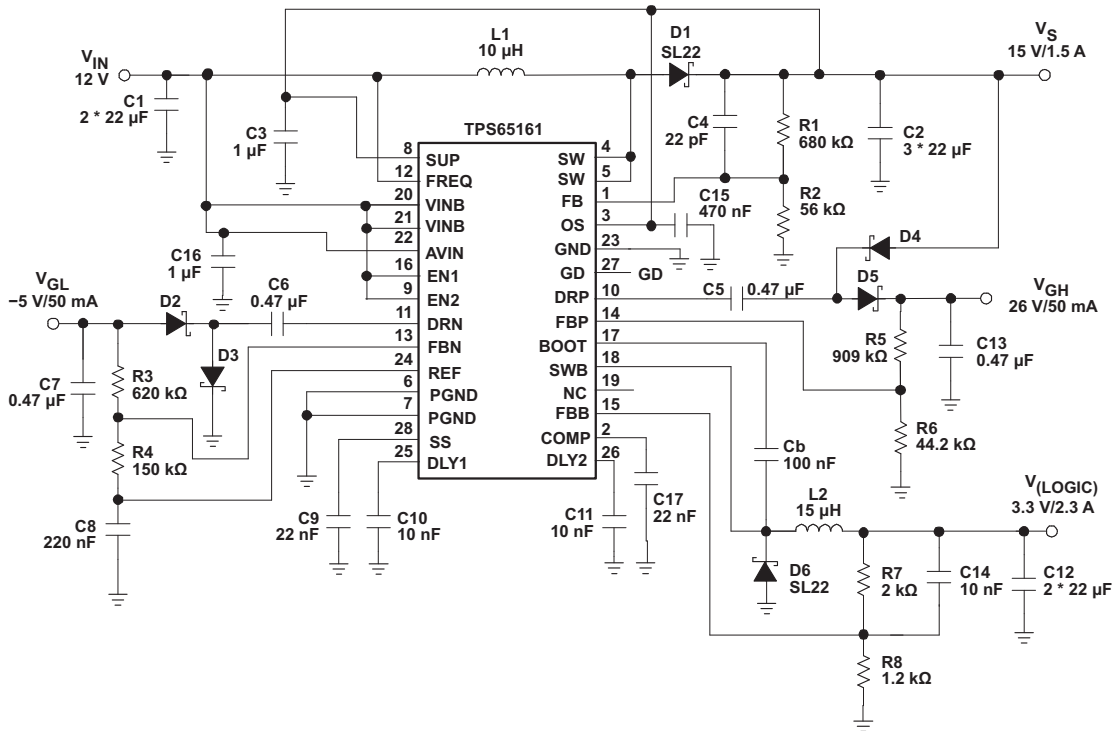 V_IN
12 V
C1
2 * 22 µF
C3
1 µF
L1
10 µH
D1
SL22
V_S
15 V/1.5 A
C4
22 pF
R1
680 kΩ
C2
3 * 22 µF
R2
56 kΩ
C15
470 nF
TPS65161
8 SUP
12 FREQ
20 VINB
21 VINB
22 AVIN
16 EN1
9 EN2
11 DRN
13 FBN
24 REF
6 PGND
7 PGND
28 SS
25 DLY1
SW 4
SW 5
FB 1
OS 3
GND 23
GD 27 GD
DRP 10
FBP 14
BOOT 17
SWB 18
NC 19
FBB 15
COMP 2
DLY2 26
C16
1 µF
V_GL
−5 V/50 mA
D2
C6
0.47 µF
D3
C7
0.47 µF
R3
620 kΩ
R4
150 kΩ
C8
220 nF
C9
22 nF
C10
10 nF
C11
10 nF
C17
22 nF
D4
C5 0.47 µF
D5
V_GH
26 V/50 mA
R5
909 kΩ
C13
0.47 µF
R6
44.2 kΩ
Cb
100 nF
L2
15 µH
V_(LOGIC)
3.3 V/2.3 A
D6
SL22
R7
2 kΩ
C14
10 nF
C12
2 * 22 µF
R8
1.2 kΩ